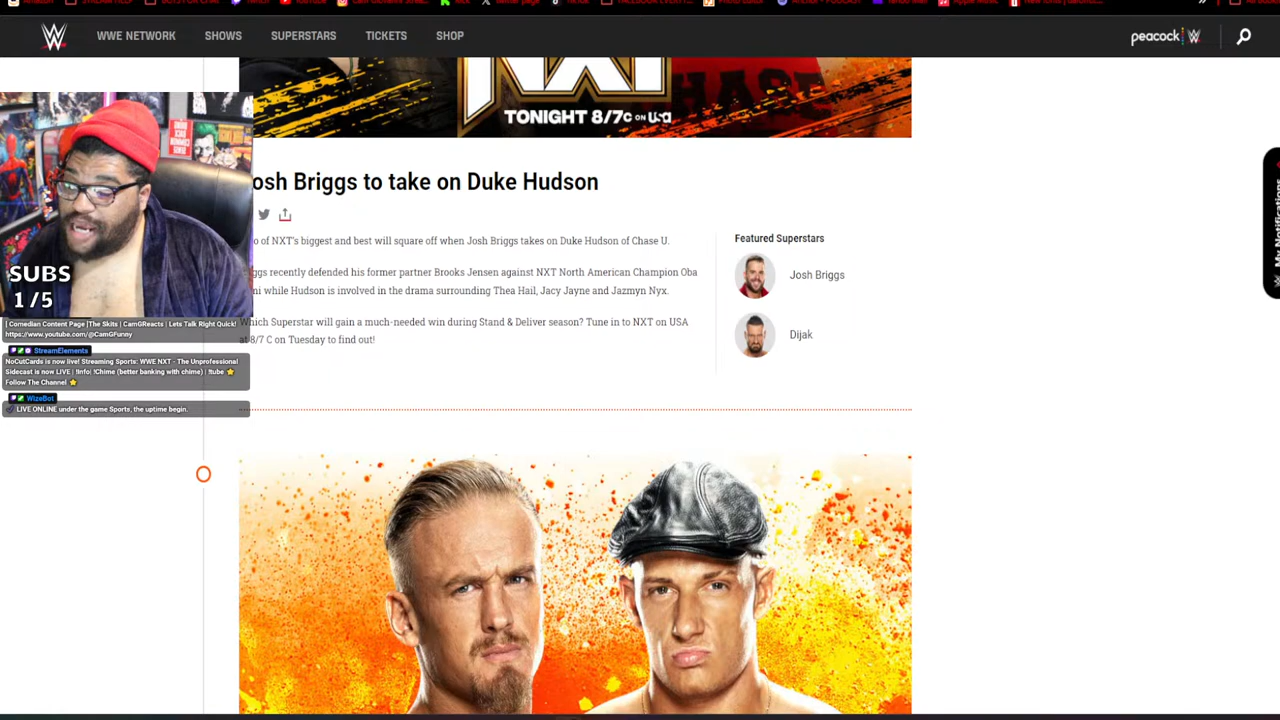 WWE NETWORK SHOWS SUPERSTARS TICKETS SHOP peacock W
NXT
CHASE
TONIGHT 8/7C ON USA
osh Briggs to take on Duke Hudson
o of NXT's biggest and best will square off when Josh Briggs takes on Duke Hudson of Chase U.
Featured Superstars
ggs recently defended his former partner Brooks Jensen against NXT North American Champion Oba
Josh Briggs
mi while Hudson is involved in the drama surrounding Thea Hail, Jacy Jayne and Jazmyn Nyx.
Which Superstar will gain a much-needed win during Stand & Deliver season? Tune in to NXT on USA
Dijak
at 8/7 C on Tuesday to find out!
My Notifications
SUBS
1 / 5
| Comedian Content Page |The Skits | CamGReacts | Lets Talk Right Quick!
https://www.youtube.com/@CamGFunny
StreamElements
NoCutCards is now live! Streaming Sports: WWE NXT - The Unprofessional
Sidecast is now LIVE | !Info| !Chime (better banking with chime) | !tube
Follow The Channel
WizeBot
LIVE ONLINE under the game Sports, the uptime begin.